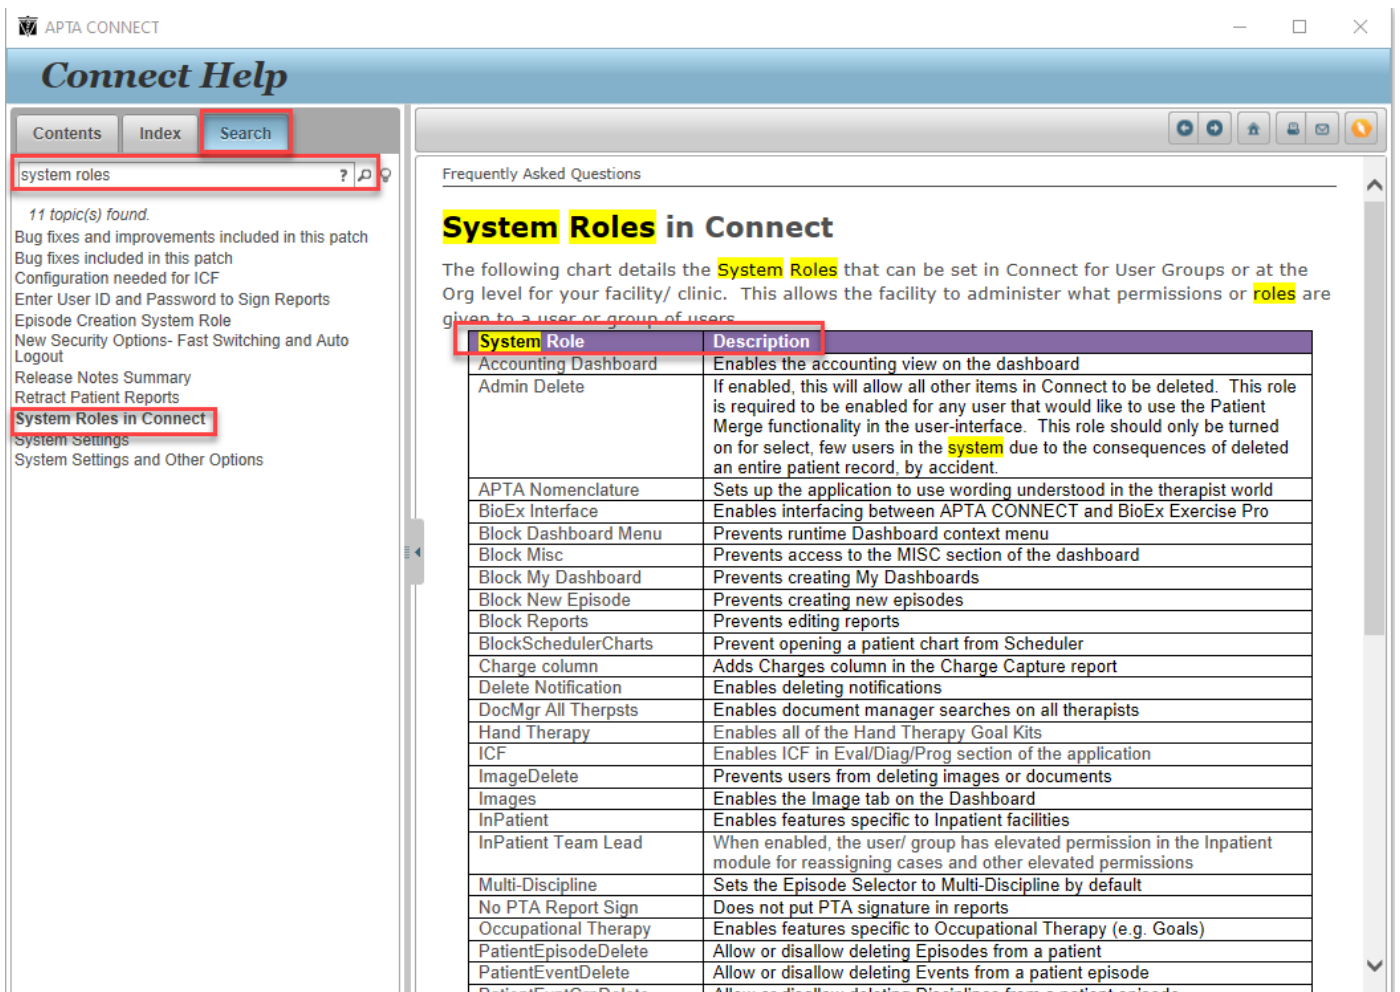 APTA CONNECT
Connect Help
Contents Index Search
system roles ?
11 topic(s) found.
Bug fixes and improvements included in this patch
Bug fixes included in this patch
Configuration needed for ICF
Enter User ID and Password to Sign Reports
Episode Creation System Role
New Security Options- Fast Switching and Auto
Logout
Release Notes Summary
Retract Patient Reports
System Roles in Connect
System Settings
System Settings and Other Options
Frequently Asked Questions
System Roles in Connect
The following chart details the System Roles that can be set in Connect for User Groups or at the
Org level for your facility/ clinic. This allows the facility to administer what permissions or roles are
given to a user or group of users
System Role Description
Accounting Dashboard Enables the accounting view on the dashboard
Admin Delete If enabled, this will allow all other items in Connect to be deleted. This role
is required to be enabled for any user that would like to use the Patient
Merge functionality in the user-interface. This role should only be turned
on for select, few users in the system due to the consequences of deleted
an entire patient record, by accident.
APTA Nomenclature Sets up the application to use wording understood in the therapist world
BioEx Interface Enables interfacing between APTA CONNECT and BioEx Exercise Pro
Block Dashboard Menu Prevents runtime Dashboard context menu
Block Misc Prevents access to the MISC section of the dashboard
Block My Dashboard Prevents creating My Dashboards
Block New Episode Prevents creating new episodes
Block Reports Prevents editing reports
BlockSchedulerCharts Prevent opening a patient chart from Scheduler
Charge column Adds Charges column in the Charge Capture report
Delete Notification Enables deleting notifications
DocMgr All Therpsts Enables document manager searches on all therapists
Hand Therapy Enables all of the Hand Therapy Goal Kits
ICF Enables ICF in Eval/Diag/Prog section of the application
ImageDelete Prevents users from deleting images or documents
Images Enables the Image tab on the Dashboard
InPatient Enables features specific to Inpatient facilities
InPatient Team Lead When enabled, the user/ group has elevated permission in the Inpatient
module for reassigning cases and other elevated permissions
Multi-Discipline Sets the Episode Selector to Multi-Discipline by default
No PTA Report Sign Does not put PTA signature in reports
Occupational Therapy Enables features specific to Occupational Therapy (e.g. Goals)
PatientEpisodeDelete Allow or disallow deleting Episodes from a patient
PatientEventDelete Allow or disallow deleting Events from a patient episode
PatientEvntGrpDelete Allow or disallow deleting Disciplines from a patient episode